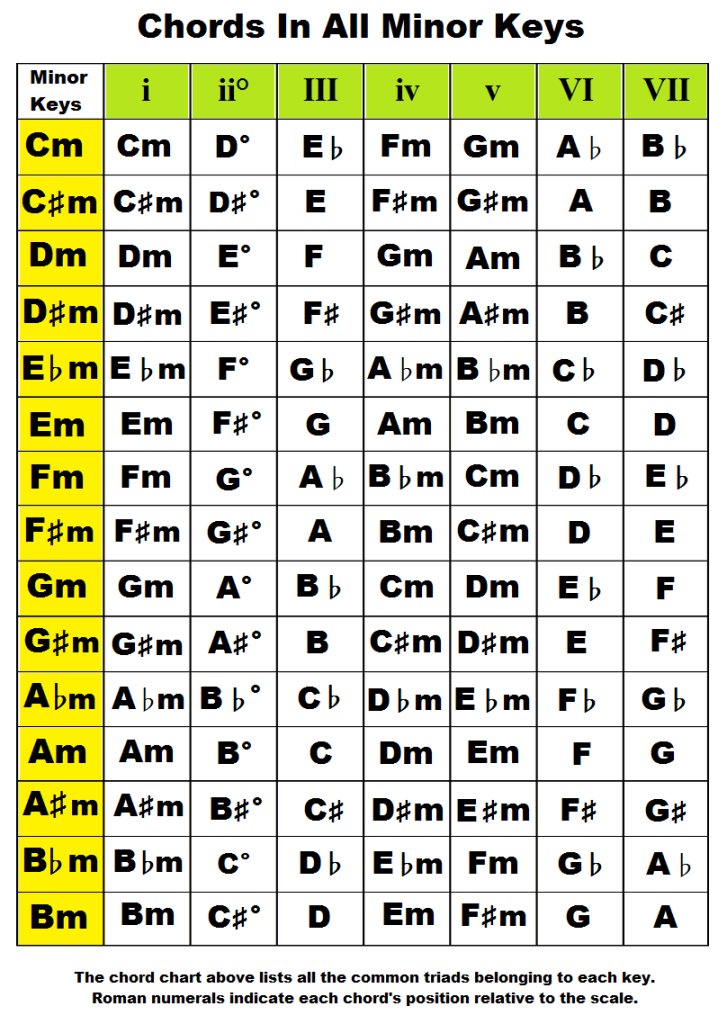 Chords In All Minor Keys
Minor Keys i ii° III iv v VI VII
Cm Cm D° E♭ Fm Gm A♭ B♭
C♯m C♯m D♯° E F♯m G♯m A B
Dm Dm E° F Gm Am B♭ C
D♯m D♯m E♯° F♯ G♯m A♯m B C♯
E♭m E♭m F° G♭ A♭m B♭m C♭ D♭
Em Em F♯° G Am Bm C D
Fm Fm G° A♭ B♭m Cm D♭ E♭
F♯m F♯m G♯° A Bm C♯m D E
Gm Gm A° B♭ Cm Dm E♭ F
G♯m G♯m A♯° B C♯m D♯m E F♯
A♭m A♭m B♭° C♭ D♭m E♭m F♭ G♭
Am Am B° C Dm Em F G
A♯m A♯m B♯° C♯ D♯m E♯m F♯ G♯
B♭m B♭m C° D♭ E♭m Fm G♭ A♭
Bm Bm C♯° D Em F♯m G A
The chord chart above lists all the common triads belonging to each key.
Roman numerals indicate each chord's position relative to the scale.